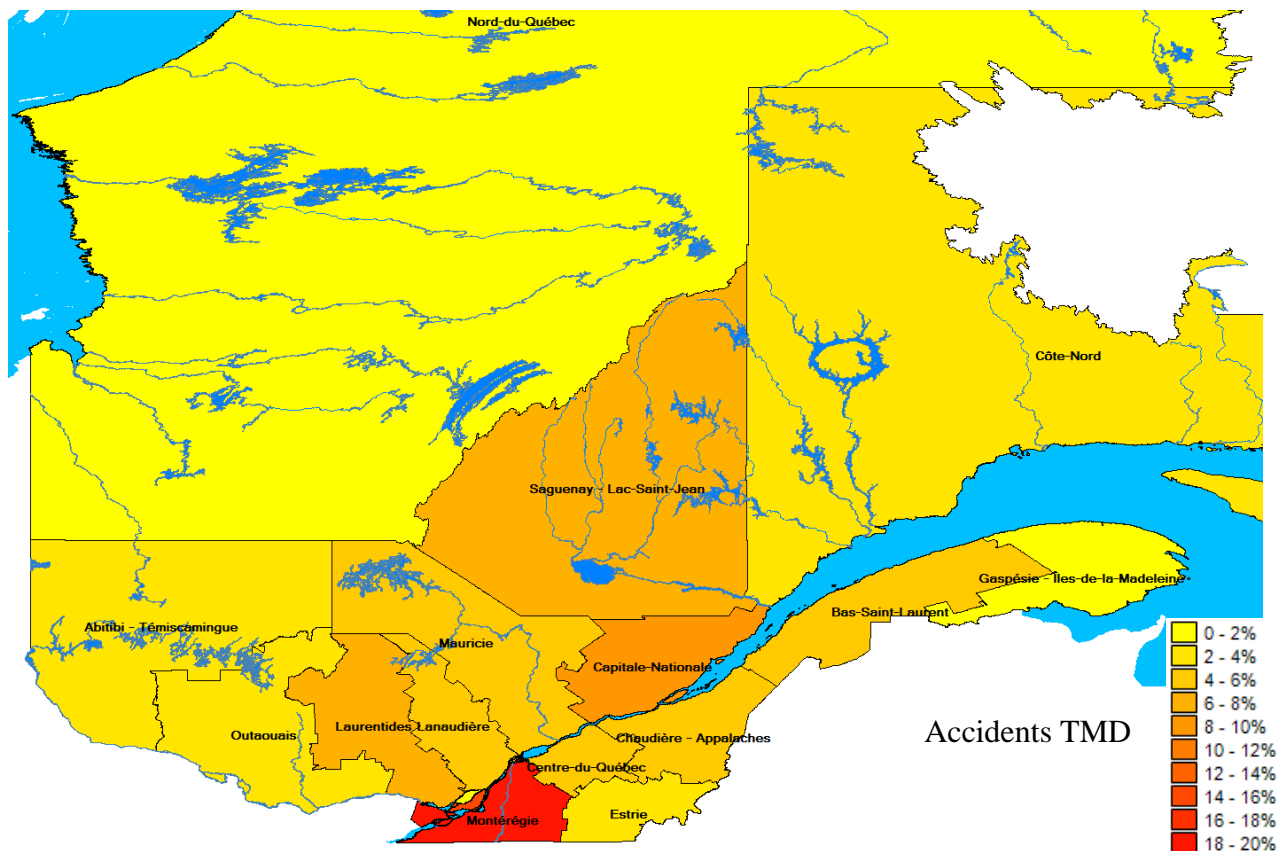 Nord-du-Québec
Côte-Nord
Saguenay - Lac-Saint-Jean
Gaspésie - Iles-de-la-Madeleine
Bas-Saint-Laurent
Abitibi - Témiscamingue
Mauricie
Capitale-Nationale
Laurentides Lanaudière
Outaouais
Chaudière - Appalaches
Centre-du-Québec
Montérégie
Estrie
Accidents TMD
0 - 2%
2 - 4%
4 - 6%
6 - 8%
8 - 10%
10 - 12%
12 - 14%
14 - 16%
16 - 18%
18 - 20%